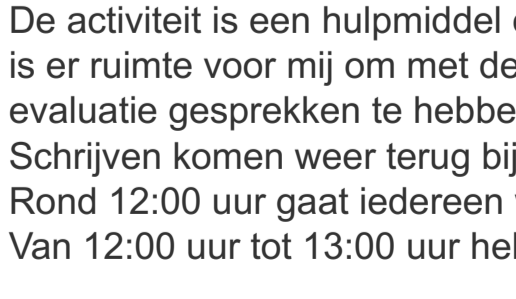 De activiteit is een hulpmiddel
is er ruimte voor mij om met de
evaluatie gesprekken te
Schrijven komen weer terug bij
Rond 12:00 uur gaat iedereen
Van 12:00 uur tot 13:00 uur